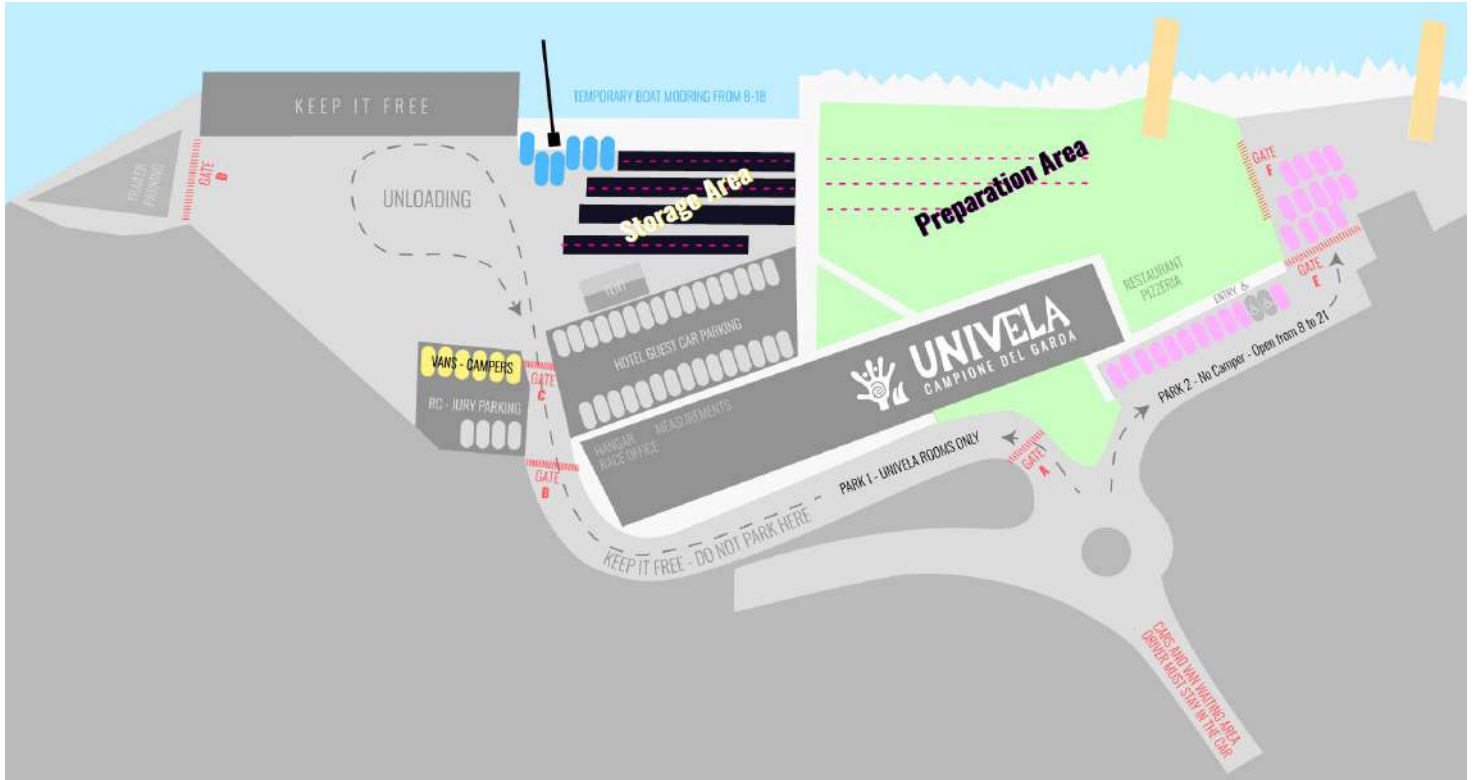 KEEP IT FREE
TEMPORARY BOAT MOORING FROM 8-18
TRAILER
PARKING
GATE
D
UNLOADING
Storage Area
Preparation Area
GATE
F
GATE
E
TENT
RESTAURANT
PIZZERIA
ENTRY
HOTEL GUEST CAR PARKING
UNIVELA
CAMPIONE DEL GARDA
VANS - CAMPERS
GATE
C
RC - JURY PARKING
GATE
B
HANGAR
RACE OFFICE
MEASUREMENTS
PARK 1 - UNIVELA ROOMS ONLY
GATE
A
PARK 2 - No Camper - Open from 8 to 21
KEEP IT FREE - DO NOT PARK HERE
CARS AND VAN WAITING AREA
DRIVER MUST STAY IN THE CAR